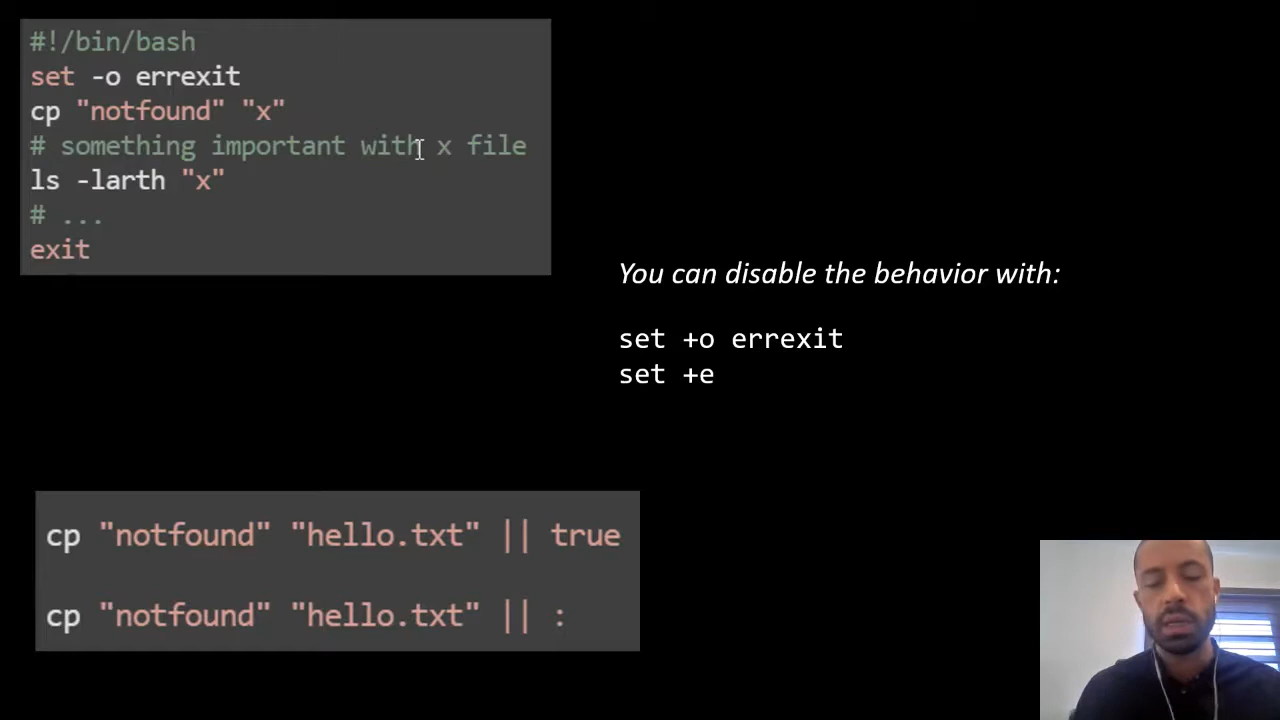 #!/bin/bash
set -o errexit
cp "notfound" "x"
# something important with x file
ls -larth "x"
# ...
exit
You can disable the behavior with:
set +o errexit
set +e
cp "notfound" "hello.txt" || true
cp "notfound" "hello.txt" || :